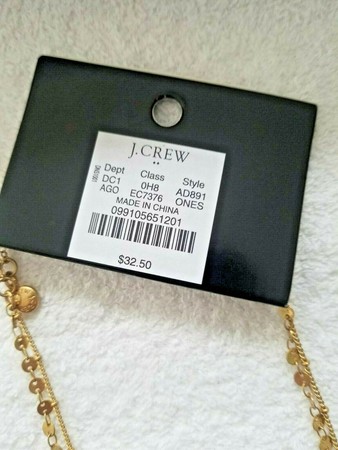 J.CREW
Dept Class Style
DC1 0H8 AD891
AGO EC7376 ONES
MADE IN CHINA
099105651201
$32.50